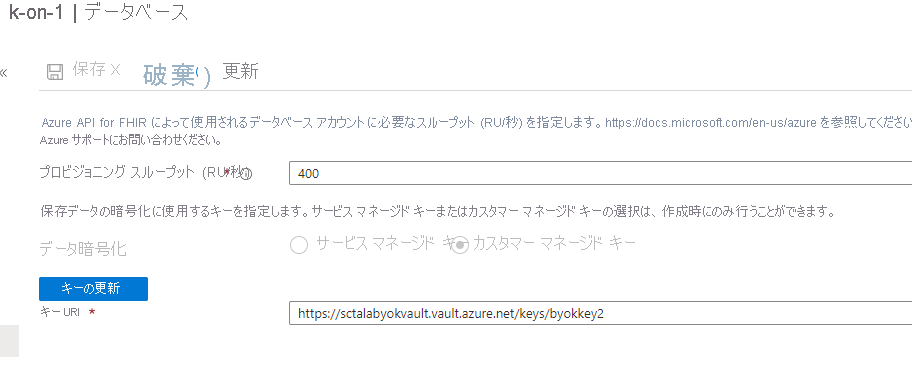 k-on-1 | データベース
« 保存 X 破棄() 更新
Azure API for FHIR によって使用されるデータベース アカウントに必要なスループット (RU/秒) を指定します。https://docs.microsoft.com/en-us/azure を参照してください
Azure サポートにお問い合わせください。
プロビジョニング スループット (RU/秒) * 400
保存データの暗号化に使用するキーを指定します。サービス マネージド キーまたはカスタマー マネージド キーの選択は、作成時にのみ行うことができます。
データ暗号化 サービス マネージド キー カスタマー マネージド キー
キーの更新
キー URI * https://sctalabyokvault.vault.azure.net/keys/byokkey2